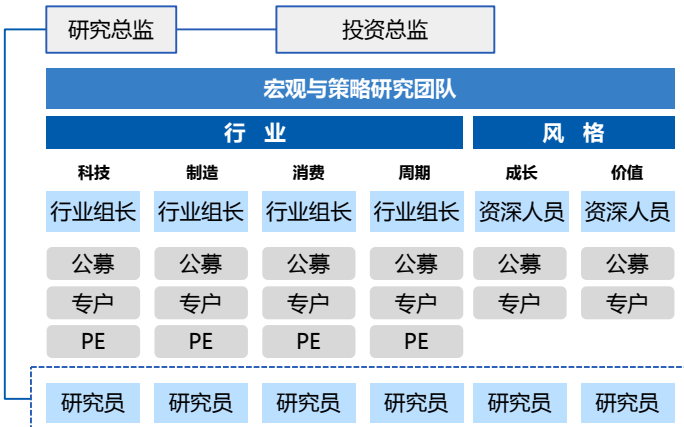 研究总监 投资总监
宏观与策略研究团队
行 业 风 格
科技 制造 消费 周期 成长 价值
行业组长 行业组长 行业组长 行业组长 资深人员 资深人员
公募 公募 公募 公募 公募 公募
专户 专户 专户 专户 专户 专户
PE PE PE PE
研究员 研究员 研究员 研究员 研究员 研究员